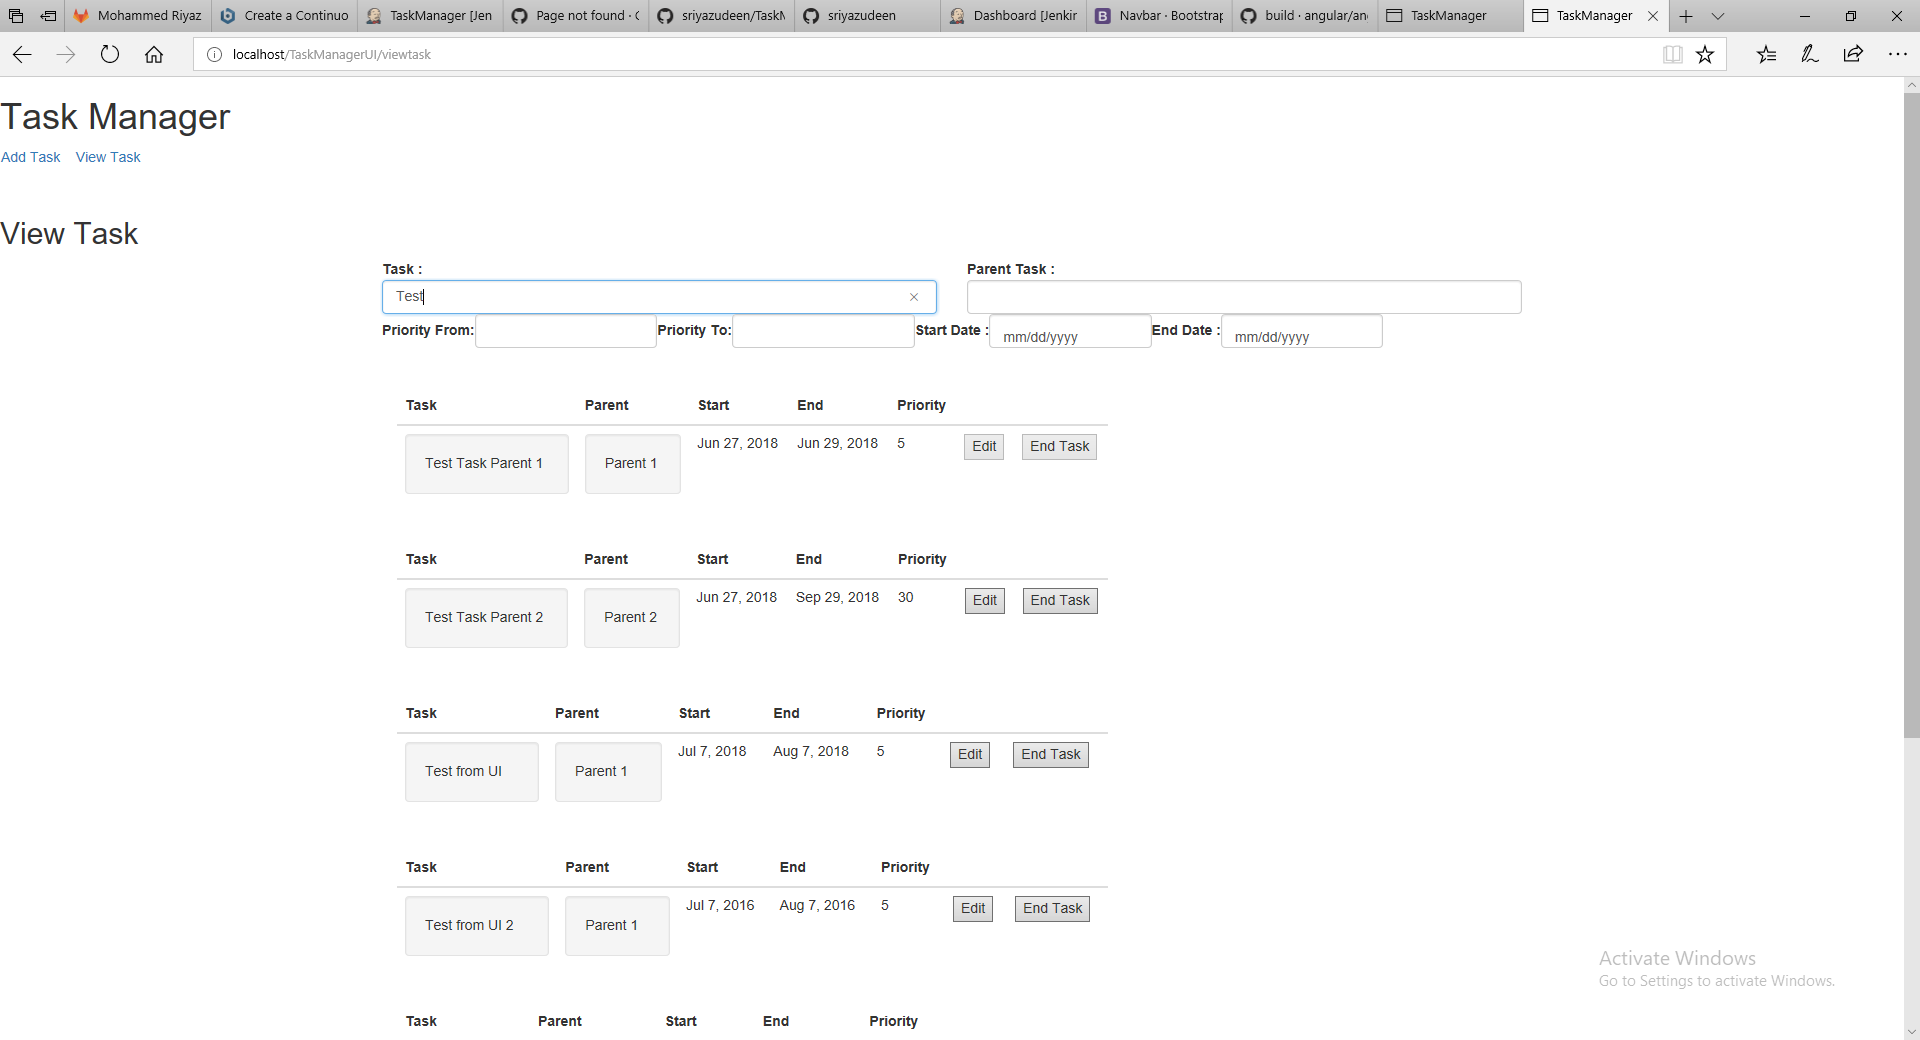 Mohammed Riyaz
Create a Continuo
TaskManager [Jen
Page not found · G
sriyazudeen/TaskM
sriyazudeen
Dashboard [Jenkin
Navbar · Bootstrap
build · angular/an
TaskManager
TaskManager
localhost/TaskManagerUI/viewtask
Task Manager
Add Task View Task
View Task
Task : Parent Task :
Test
Priority From: Priority To: Start Date : mm/dd/yyyy End Date : mm/dd/yyyy
Task Parent Start End Priority
Test Task Parent 1 Parent 1 Jun 27, 2018 Jun 29, 2018 5 Edit End Task
Task Parent Start End Priority
Test Task Parent 2 Parent 2 Jun 27, 2018 Sep 29, 2018 30 Edit End Task
Task Parent Start End Priority
Test from UI Parent 1 Jul 7, 2018 Aug 7, 2018 5 Edit End Task
Task Parent Start End Priority
Test from UI 2 Parent 1 Jul 7, 2016 Aug 7, 2016 5 Edit End Task
Task Parent Start End Priority
Activate Windows
Go to Settings to activate Windows.